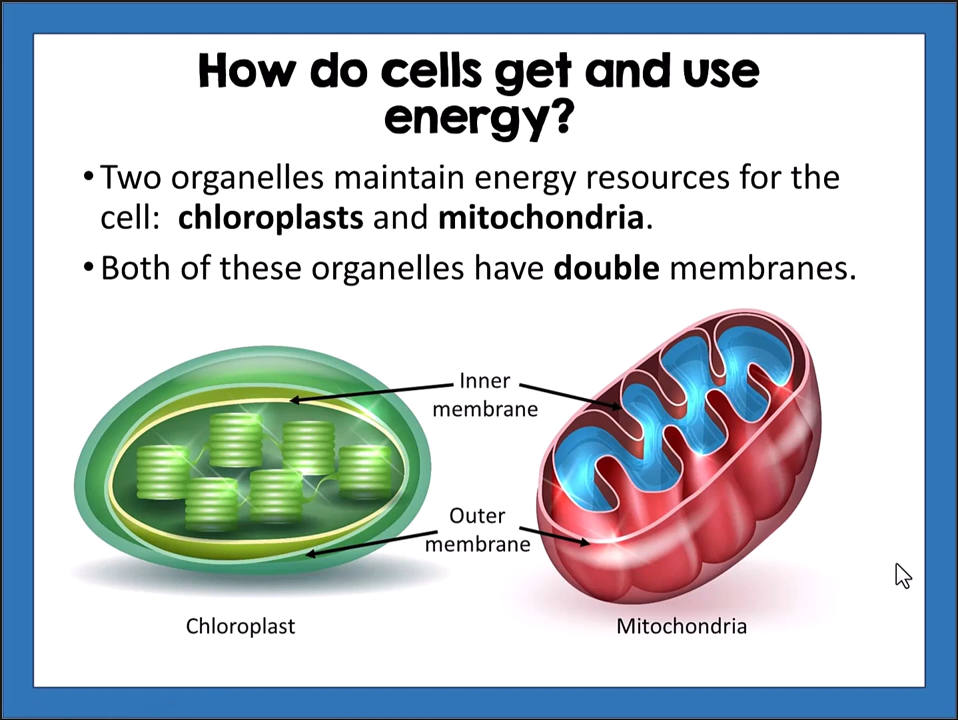 How do cells get and use
energy?
•Two organelles maintain energy resources for the
cell:  chloroplasts and mitochondria.
•Both of these organelles have double membranes.
Inner
membrane
Outer
membrane
Chloroplast
Mitochondria